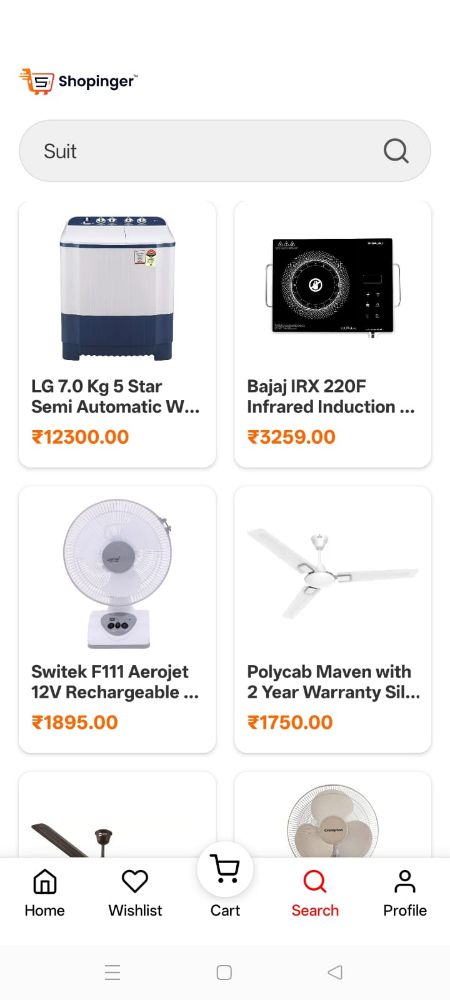 Shopinger™
Suit
LG 7.0 Kg 5 Star
Semi Automatic W...
₹12300.00
Bajaj IRX 220F
Infrared Induction ...
₹3259.00
Switek F111 Aerojet
12V Rechargeable ...
₹1895.00
Polycab Maven with
2 Year Warranty Sil...
₹1750.00
Crompton
Home
Wishlist
Cart
Search
Profile